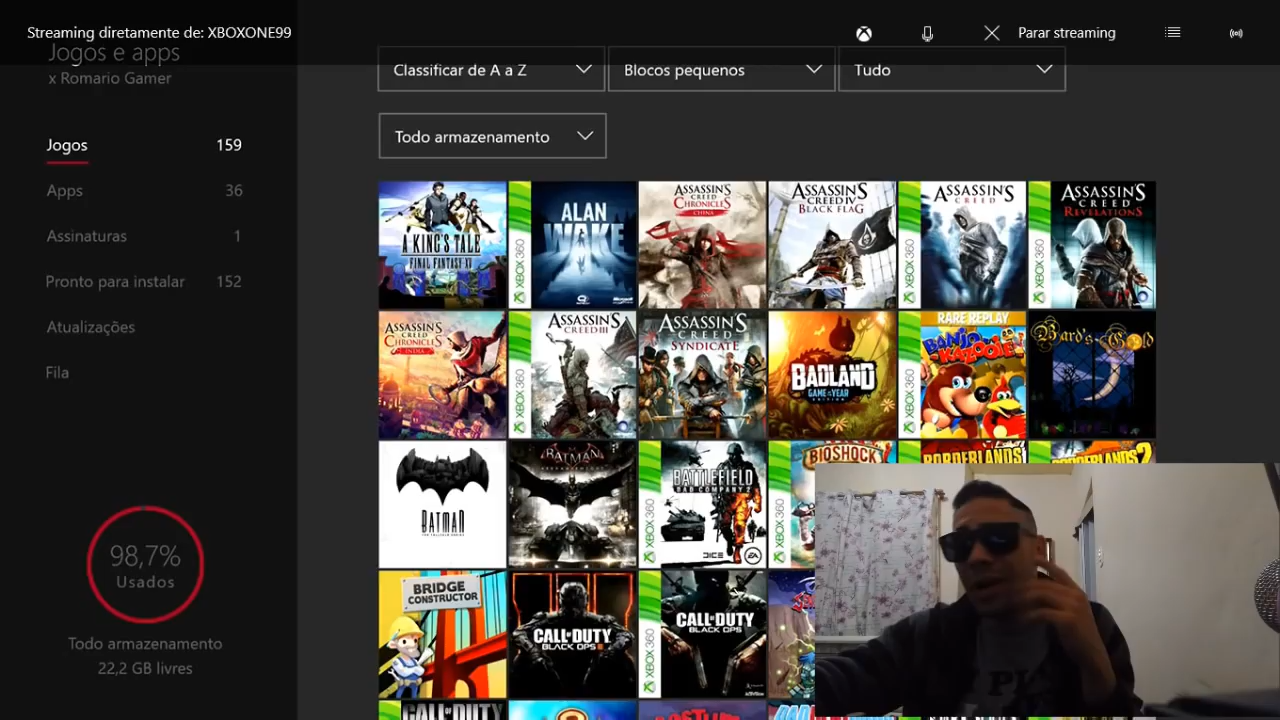 Streaming diretamente de: XBOXONE99
Parar streaming
Jogos e apps
x Romario Gamer
Jogos 159
Apps 36
Assinaturas 1
Pronto para instalar 152
Atualizações
Fila
98,7%
Usados
Todo armazenamento
22,2 GB livres
Classificar de A a Z
Blocos pequenos
Tudo
Todo armazenamento
A KING'S TALE
FINAL FANTASY XV
XBOX 360
ALAN
WAKE
ASSASSIN'S
CREED
CHRONICLES
CHINA
ASSASSIN'S
CREED IV
BLACK FLAG
XBOX 360
ASSASSIN'S
CREED
XBOX 360
ASSASSIN'S
CREED
REVELATIONS
ASSASSIN'S
CREED
CHRONICLES
INDIA
XBOX 360
ASSASSIN'S
CREED III
ASSASSIN'S
CREED
SYNDICATE
BADLAND
GAME OF THE YEAR
EDITION
XBOX 360
RARE REPLAY
BANJO
KAZOOIE
Bard's Gold
BATMAN
BATMAN
XBOX 360
BATTLEFIELD
BAD COMPANY 2
DICE
EA
XBOX 360
BIOSHOCK
BORDERLANDS
BORDERLANDS 2
BRIDGE
CONSTRUCTOR
CALL OF DUTY
BLACK OPS III
XBOX 360
CALL OF DUTY
BLACK OPS
CALL OF DUTY